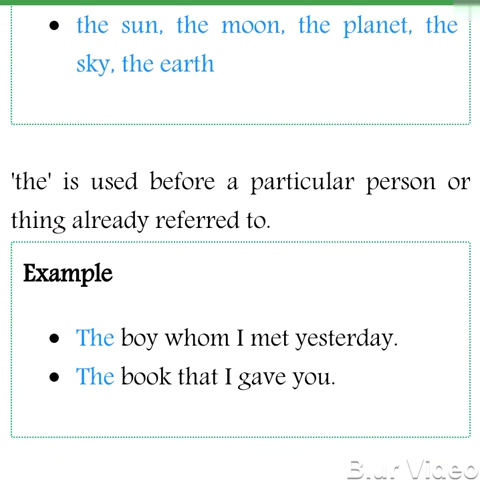 the sun, the moon, the planet, the
sky, the earth
'the' is used before a particular person or
thing already referred to.
Example
The boy whom I met yesterday.
The book that I gave you.
Blur Video